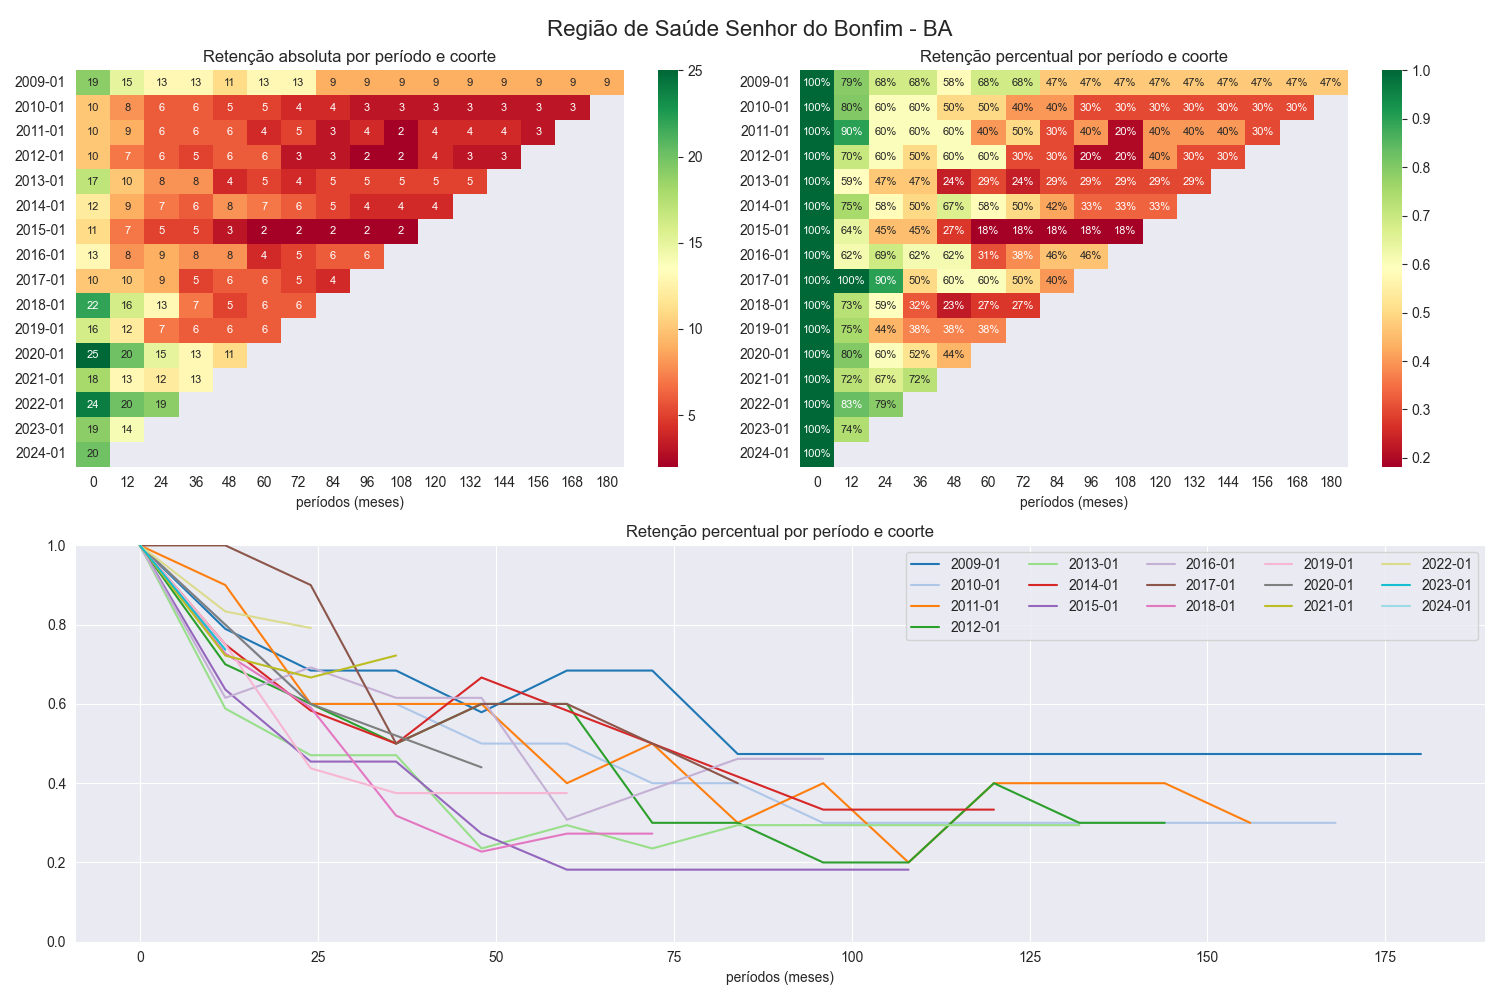 Região de Saúde Senhor do Bonfim - BA
Retenção absoluta por período e coorte
2009-01 19 15 13 13 11 13 13 9 9 9 9 9 9 9 9 9
2010-01 10 8 6 6 5 5 4 4 3 3 3 3 3 3 3
2011-01 10 9 6 6 6 4 5 3 4 2 4 4 4 3
2012-01 10 7 6 5 6 6 3 3 2 2 4 3 3
2013-01 17 10 8 8 4 5 4 5 5 5 5 5
2014-01 12 9 7 6 8 7 6 5 4 4 4
2015-01 11 7 5 5 3 2 2 2 2 2
2016-01 13 8 9 8 8 4 5 6 6
2017-01 10 10 9 5 6 6 5 4
2018-01 22 16 13 7 5 6 6
2019-01 16 12 7 6 6 6
2020-01 25 20 15 13 11
2021-01 18 13 12 13
2022-01 24 20 19
2023-01 19 14
2024-01 20
0 12 24 36 48 60 72 84 96 108 120 132 144 156 168 180
períodos (meses)
25
20
15
10
5
Retenção percentual por período e coorte
2009-01 100% 79% 68% 68% 58% 68% 68% 47% 47% 47% 47% 47% 47% 47% 47% 47%
2010-01 100% 80% 60% 60% 50% 50% 40% 40% 30% 30% 30% 30% 30% 30% 30%
2011-01 100% 90% 60% 60% 60% 40% 50% 30% 40% 20% 40% 40% 40% 30%
2012-01 100% 70% 60% 50% 60% 60% 30% 30% 20% 20% 40% 30% 30%
2013-01 100% 59% 47% 47% 24% 29% 24% 29% 29% 29% 29% 29%
2014-01 100% 75% 58% 50% 67% 58% 50% 42% 33% 33% 33%
2015-01 100% 64% 45% 45% 27% 18% 18% 18% 18% 18%
2016-01 100% 62% 69% 62% 62% 31% 38% 46% 46%
2017-01 100% 100% 90% 50% 60% 60% 50% 40%
2018-01 100% 73% 59% 32% 23% 27% 27%
2019-01 100% 75% 44% 38% 38% 38%
2020-01 100% 80% 60% 52% 44%
2021-01 100% 72% 67% 72%
2022-01 100% 83% 79%
2023-01 100% 74%
2024-01 100%
0 12 24 36 48 60 72 84 96 108 120 132 144 156 168 180
períodos (meses)
1.0
0.9
0.8
0.7
0.6
0.5
0.4
0.3
0.2
Retenção percentual por período e coorte
1.0
0.8
0.6
0.4
0.2
0.0
2009-01 2013-01 2016-01 2019-01 2022-01
2010-01 2014-01 2017-01 2020-01 2023-01
2011-01 2015-01 2018-01 2021-01 2024-01
2012-01
0 25 50 75 100 125 150 175
períodos (meses)